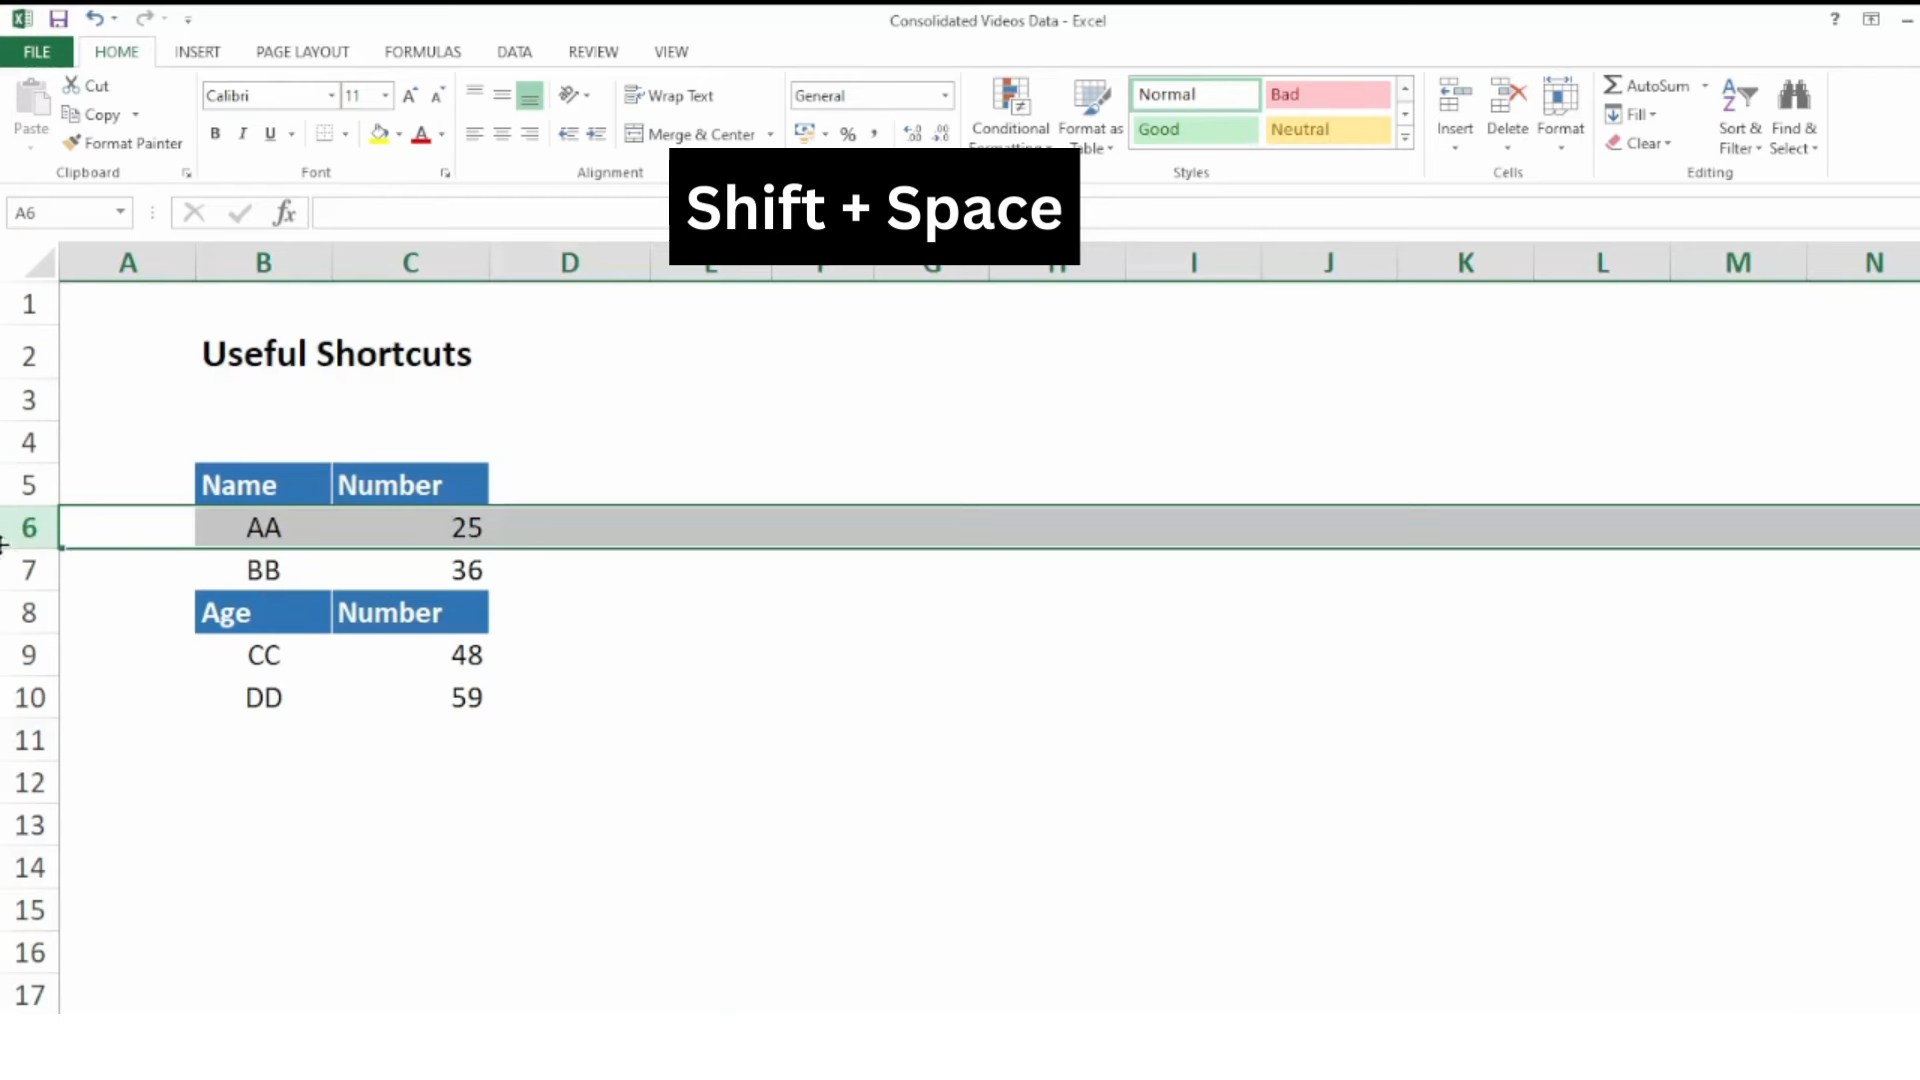 Consolidated Videos Data - Excel
?
FILE HOME INSERT PAGE LAYOUT FORMULAS DATA REVIEW VIEW
Paste
Cut
Copy
Format Painter
Clipboard
Calibri 11
B I U
Font
Wrap Text
Merge & Center
Alignment
General
%
Conditional
Format as
Table
Normal Bad
Good Neutral
Styles
Insert Delete Format
Cells
AutoSum
Fill
Clear
Sort &
Filter
Find &
Select
Editing
Shift + Space
A6 fx
A B C D I J K L M N
1
2 Useful Shortcuts
3
4
5 Name Number
6 AA 25
7 BB 36
8 Age Number
9 CC 48
10 DD 59
11
12
13
14
15
16
17